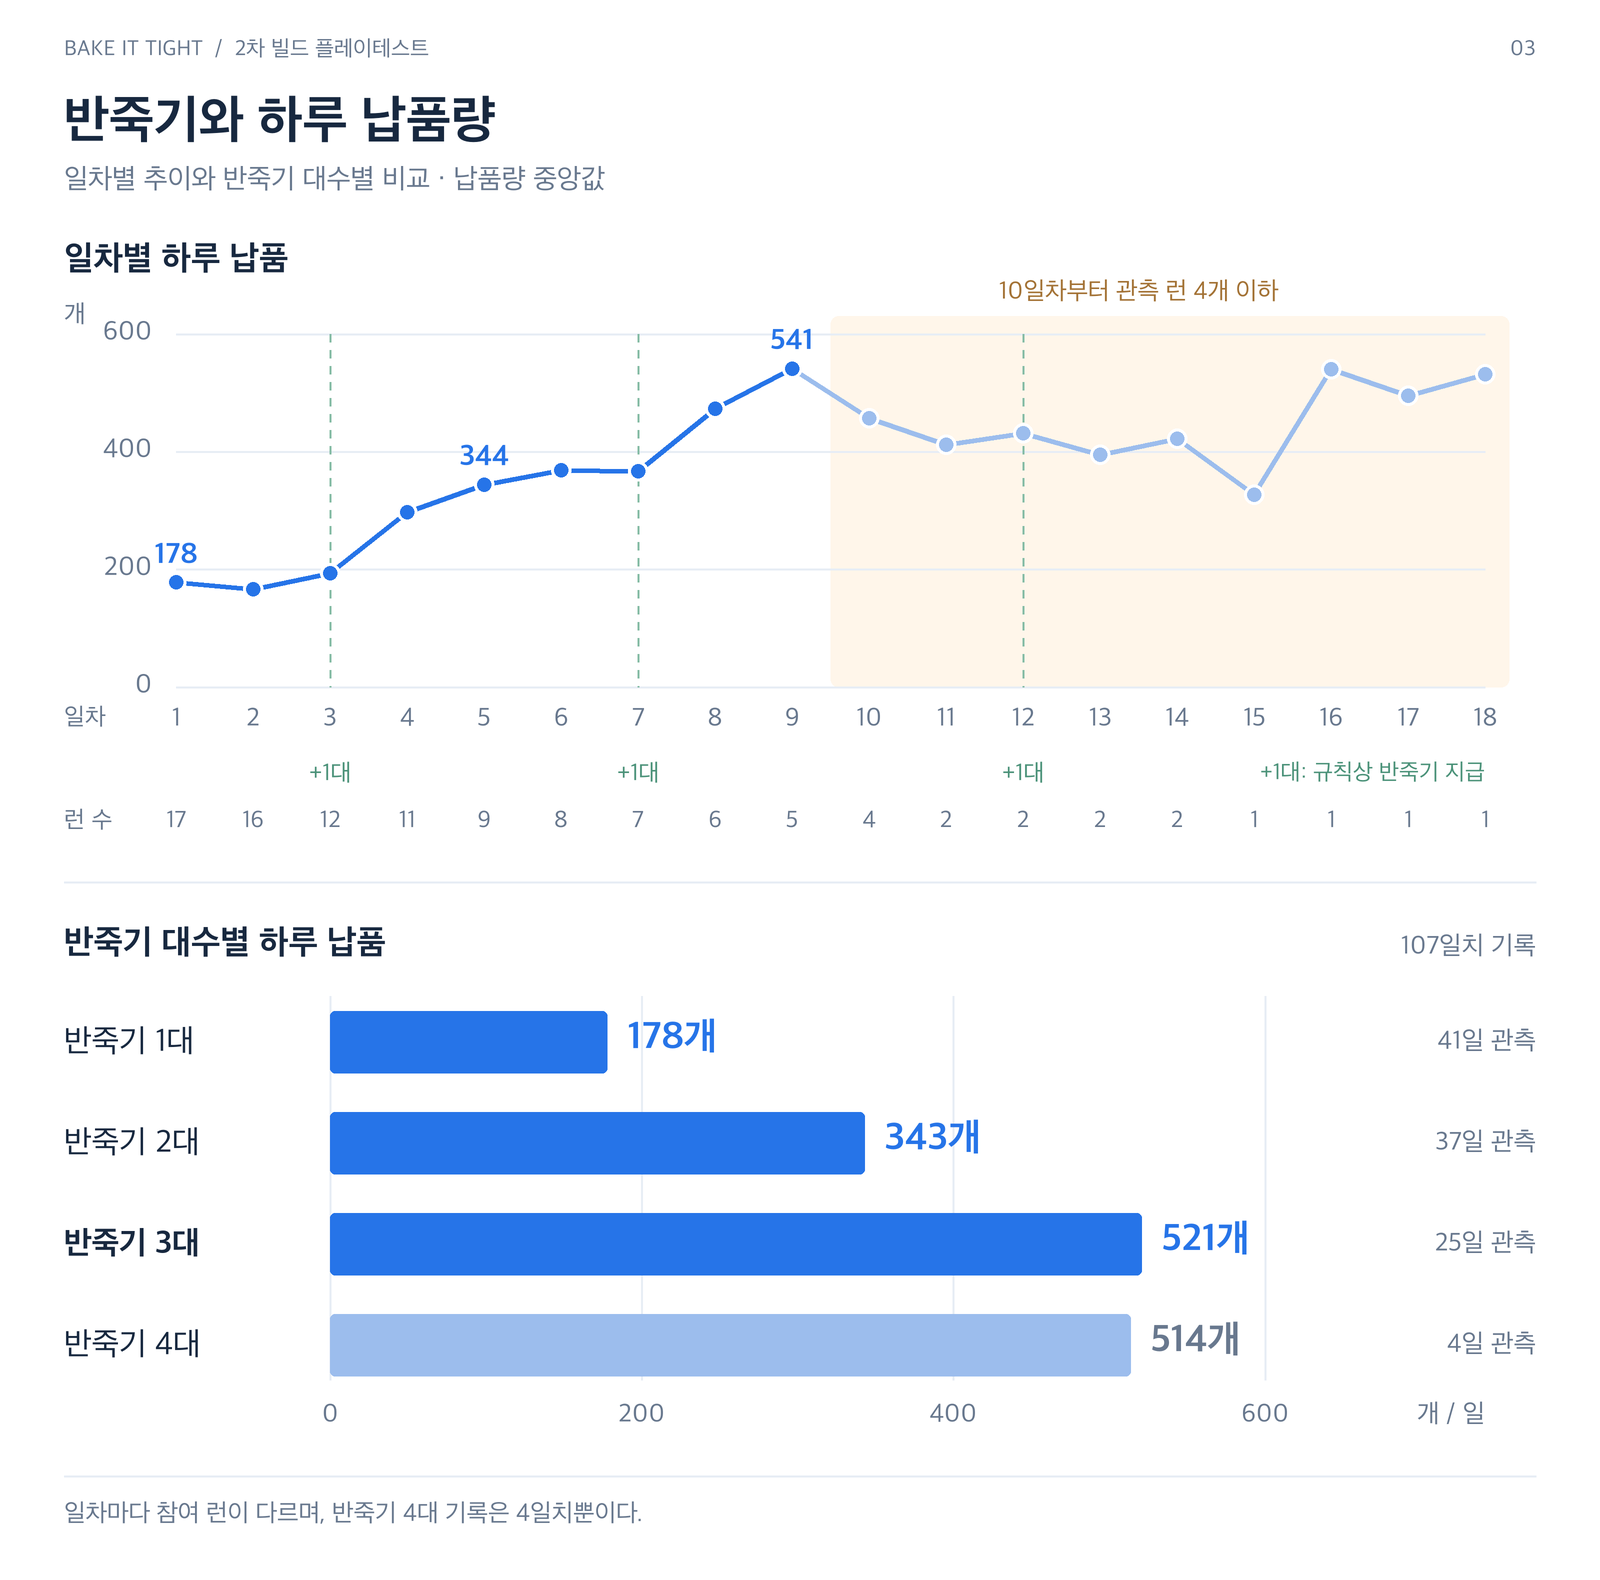 BAKE IT TIGHT / 2차 빌드 플레이테스트
03
반죽기와 하루 납품량
일차별 추이와 반죽기 대수별 비교 · 납품량 중앙값
일차별 하루 납품
10일차부터 관측 런 4개 이하
개
600
541
400
344
200
178
0
일차 1 2 3 4 5 6 7 8 9 10 11 12 13 14 15 16 17 18
+1대 +1대 +1대 +1대: 규칙상 반죽기 지급
런 수 17 16 12 11 9 8 7 6 5 4 2 2 2 2 1 1 1 1
반죽기 대수별 하루 납품
107일치 기록
반죽기 1대 178개 41일 관측
반죽기 2대 343개 37일 관측
반죽기 3대 521개 25일 관측
반죽기 4대 514개 4일 관측
0 200 400 600 개 / 일
일차마다 참여 런이 다르며, 반죽기 4대 기록은 4일치뿐이다.